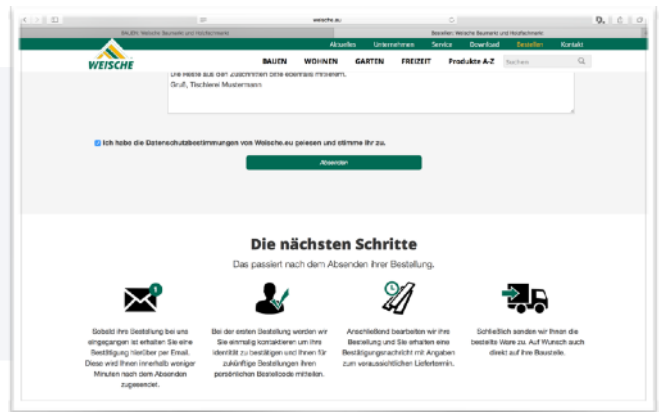 weische.eu
BAUEN: Weische Baumarkt und Holzfachmarkt
Bestellen: Weische Baumarkt und Holzfachmarkt
Aktuelles Unternehmen Service Download Bestellen Kontakt
WEISCHE
BAUEN WOHNEN GARTEN FREIZEIT Produkte A-Z Suchen
Die Reste aus den Zuschnitten bitte ebenfalls mitliefern.
Gruß, Tischlerei Mustermann
Ich habe die Datenschutzbestimmungen von Weische.eu gelesen und stimme ihr zu.
Absenden
Die nächsten Schritte
Das passiert nach dem Absenden Ihrer Bestellung.
Sobald Ihre Bestellung bei uns
eingegangen ist erhalten Sie eine
Bestätigung hierüber per Email.
Diese wird Ihnen innerhalb weniger
Minuten nach dem Absenden
zugesendet.
Bei der ersten Bestellung werden wir
Sie einmalig kontaktieren um Ihre
Identität zu bestätigen und Ihnen für
zukünftige Bestellungen Ihren
persönlichen Bestellcode mitteilen.
Anschließend bearbeiten wir Ihre
Bestellung und Sie erhalten eine
Bestätigungsnachricht mit Angaben
zum voraussichtlichen Liefertermin.
Schließlich senden wir Ihnen die
bestellte Ware zu. Auf Wunsch auch
direkt auf Ihre Baustelle.